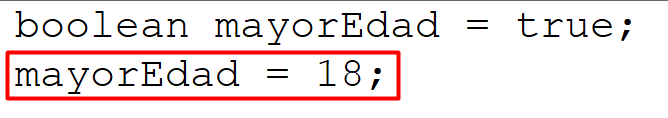 boolean mayorEdad = true;
mayorEdad = 18;